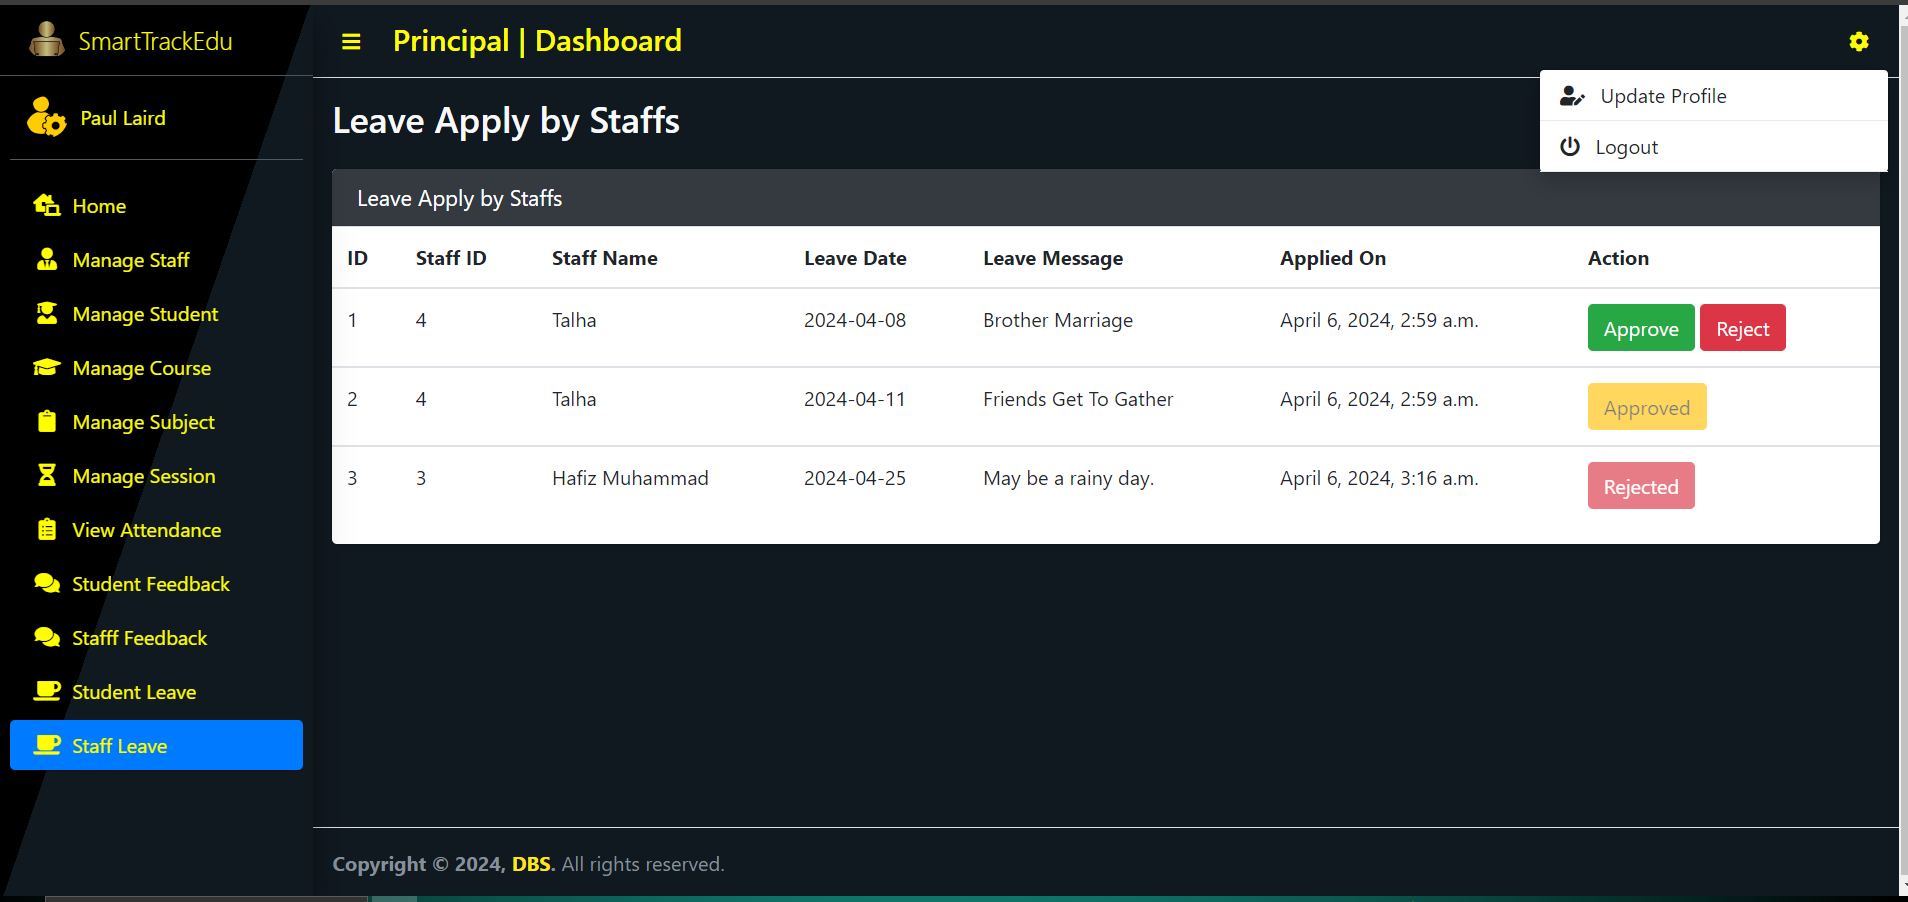 SmartTrackEdu
Principal | Dashboard
Update Profile
Logout
Paul Laird
Home
Manage Staff
Manage Student
Manage Course
Manage Subject
Manage Session
View Attendance
Student Feedback
Stafff Feedback
Student Leave
Staff Leave
Leave Apply by Staffs
Leave Apply by Staffs
ID Staff ID Staff Name Leave Date Leave Message Applied On Action
1 4 Talha 2024-04-08 Brother Marriage April 6, 2024, 2:59 a.m. Approve Reject
2 4 Talha 2024-04-11 Friends Get To Gather April 6, 2024, 2:59 a.m. Approved
3 3 Hafiz Muhammad 2024-04-25 May be a rainy day. April 6, 2024, 3:16 a.m. Rejected
Copyright © 2024, DBS. All rights reserved.